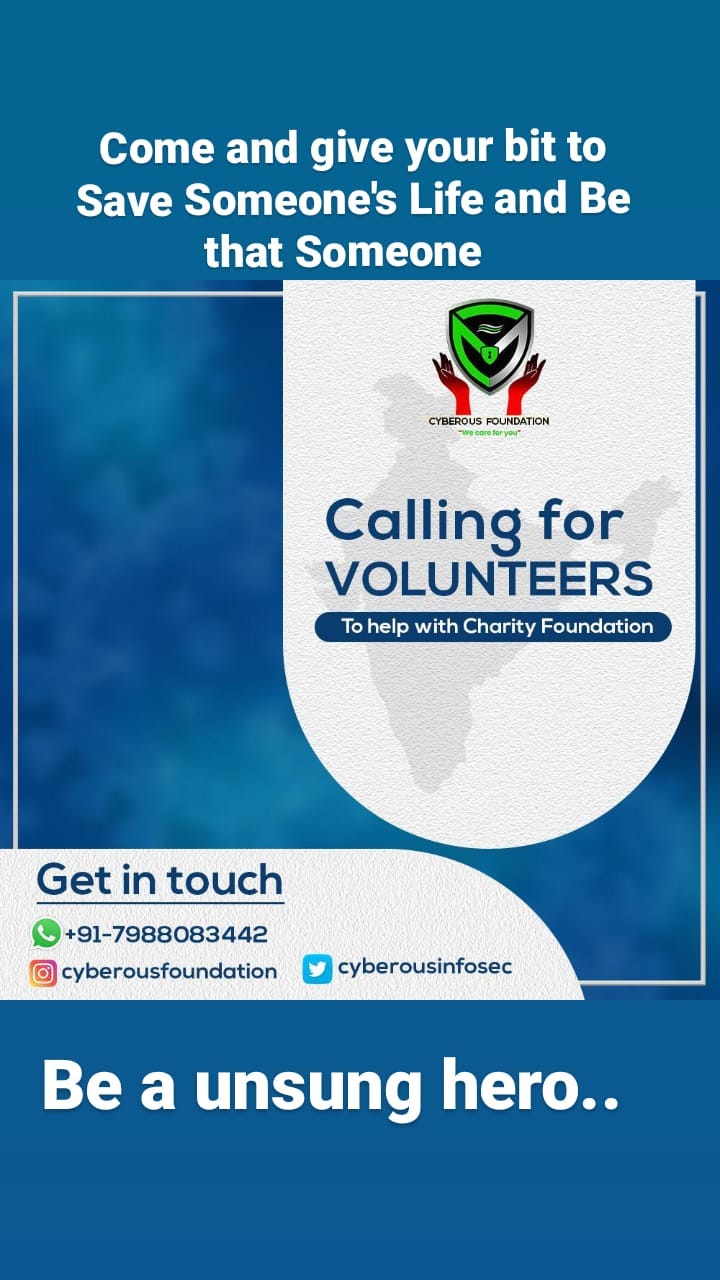 Come and give your bit to
Save Someone's Life and Be
that Someone
CYBEROUS FOUNDATION
"We care for you"
Calling for
VOLUNTEERS
To help with Charity Foundation
Get in touch
+91-7988083442
cyberousfoundation
cyberousinfosec
Be a unsung hero..